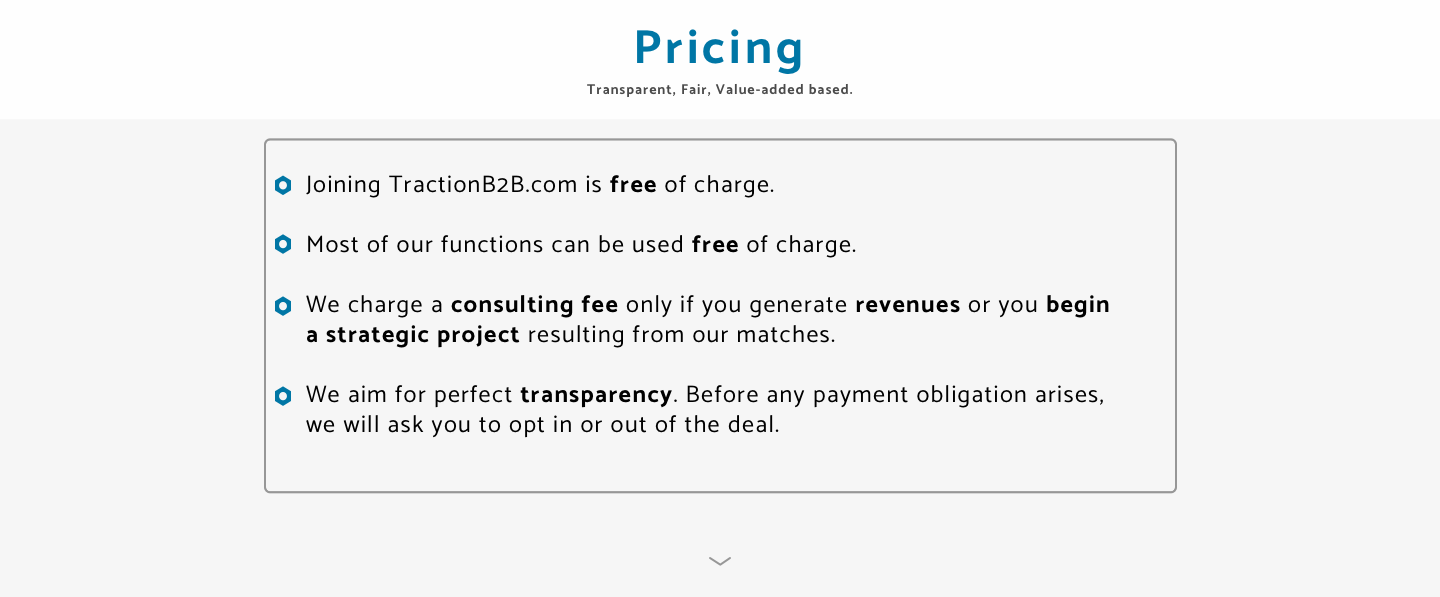 Pricing
Transparent, Fair, Value-added based.
Joining TractionB2B.com is free of charge.
Most of our functions can be used free of charge.
We charge a consulting fee only if you generate revenues or you begin
a strategic project resulting from our matches.
We aim for perfect transparency. Before any payment obligation arises,
we will ask you to opt in or out of the deal.